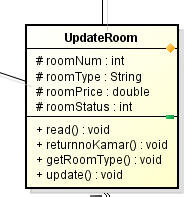 UpdateRoom
# roomNum : int
# roomType : String
# roomPrice : double
# roomStatus : int
+ read() : void
+ returnnoKamar() : void
+ getRoomType() : void
+ update() : void